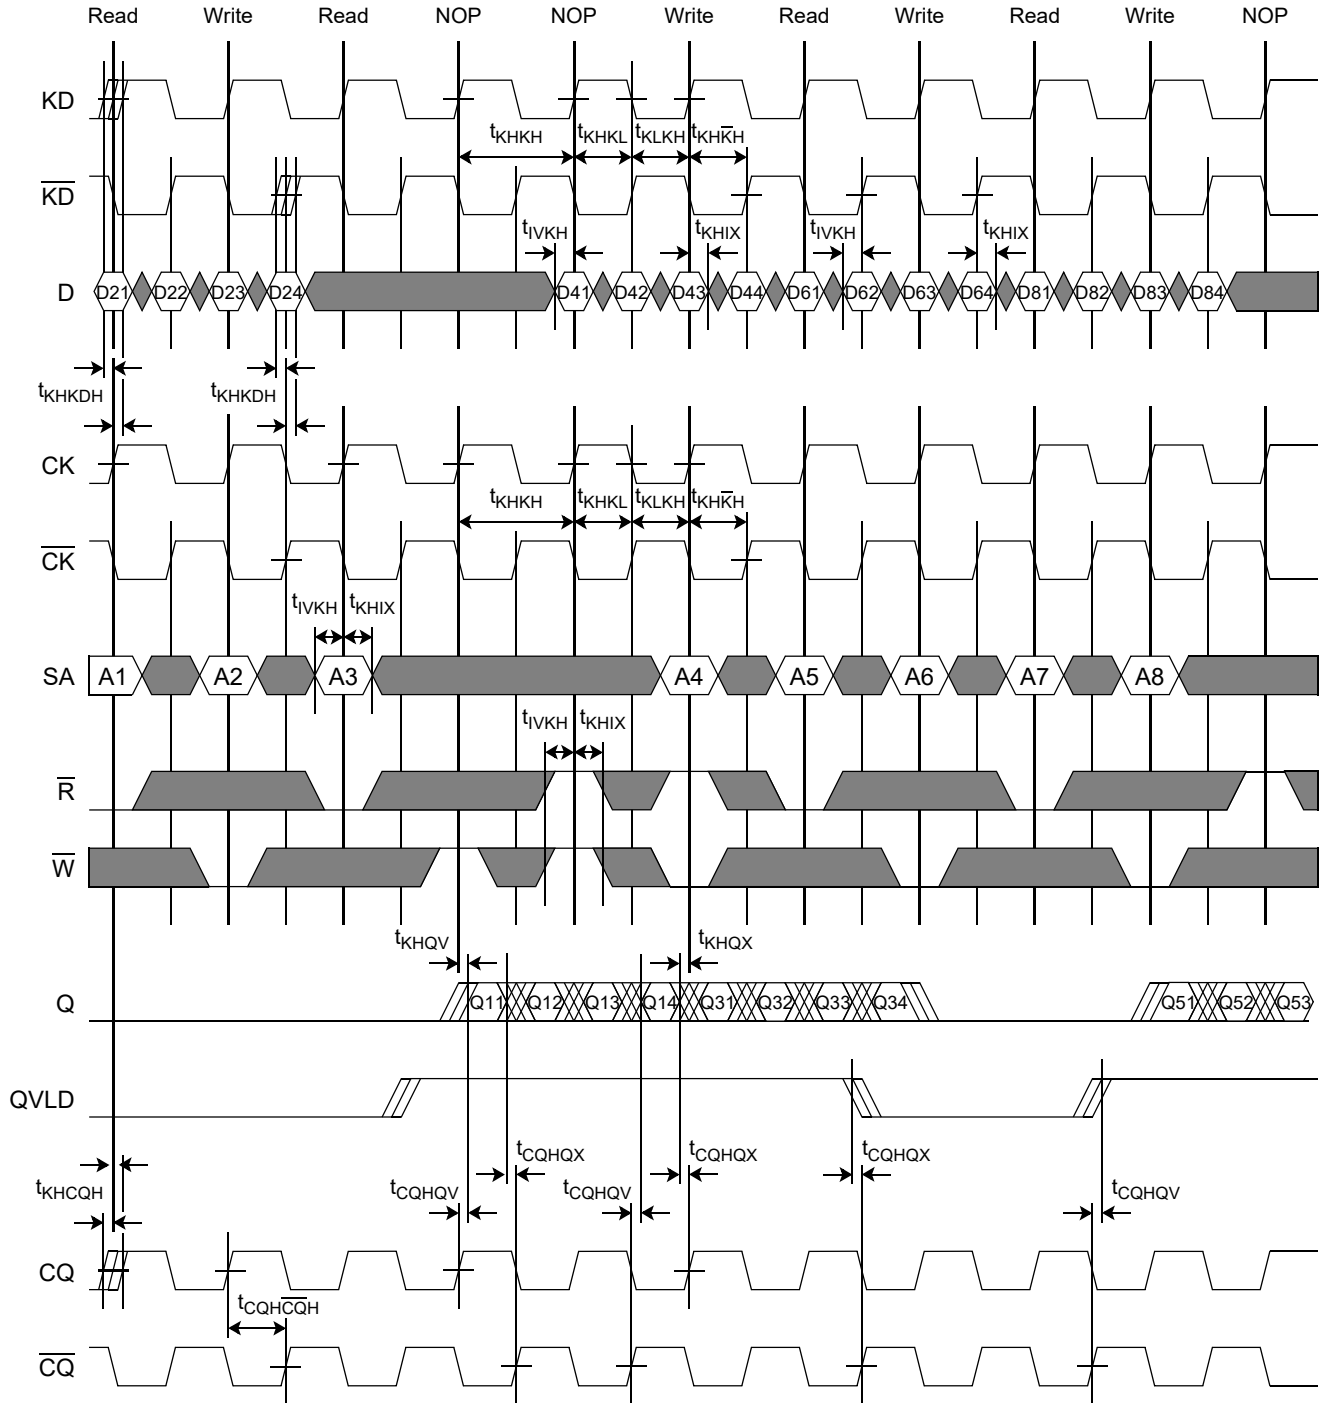 Read Write Read NOP NOP Write Read Write Read Write NOP
KD
tKHKH tKHKL tKLKH tKHK̅H
K̅D̅
tIVKH tKHIX tIVKH tKHIX
D D21 D22 D23 D24 D41 D42 D43 D44 D61 D62 D63 D64 D81 D82 D83 D84
tKHKDH tKHKDH
CK
tKHKH tKHKL tKLKH tKHK̅H
C̅K̅
tIVKH tKHIX
SA A1 A2 A3 A4 A5 A6 A7 A8
tIVKH tKHIX
R̅
W̅
tKHQV tKHQX
Q Q11 Q12 Q13 Q14 Q31 Q32 Q33 Q34 Q51 Q52 Q53
QVLD
tCQHQX tCQHQX tCQHQX
tKHCQH tCQHQV tCQHQV tCQHQV
CQ
tCQHC̅Q̅H
C̅Q̅